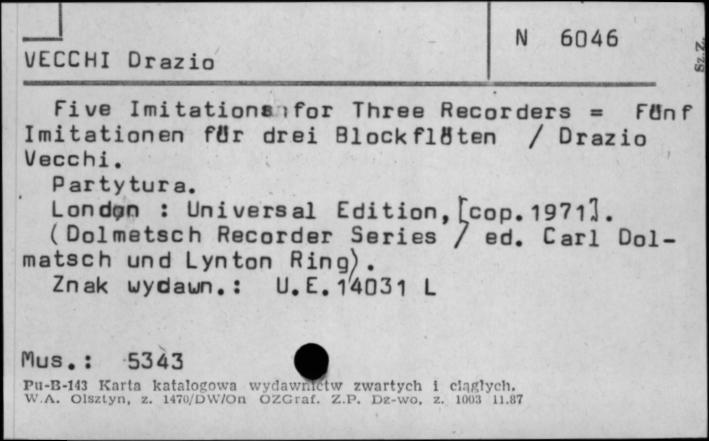 N 6046
VECCHI Orazio
Five Imitations for Three Recorders = Fünf
Imitationen für drei Blockflöten / Orazio
Vecchi.
Partytura.
London : Universal Edition, [cop. 1971].
(Dolmetsch Recorder Series / ed. Carl Dol-
matsch und Lynton Ring).
Znak wydawn.: U.E. 14031 L
Mus.: 5343
Pu-B-143 Karta katalogowa wydawnictw zwartych i ciągłych.
W.A. Olsztyn, z. 1470/DW/On OZGraf. Z.P. Dz-wo, z. 1003 11.87